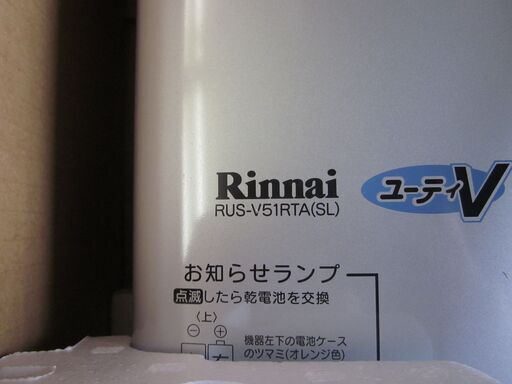 Rinnai
RUS-V51RTA(SL)
ユーティV
お知らせランプ
点滅したら乾電池を交換
〈上〉
⊖ ⊕
機器左下の電池ケース
のツマミ(オレンジ色)